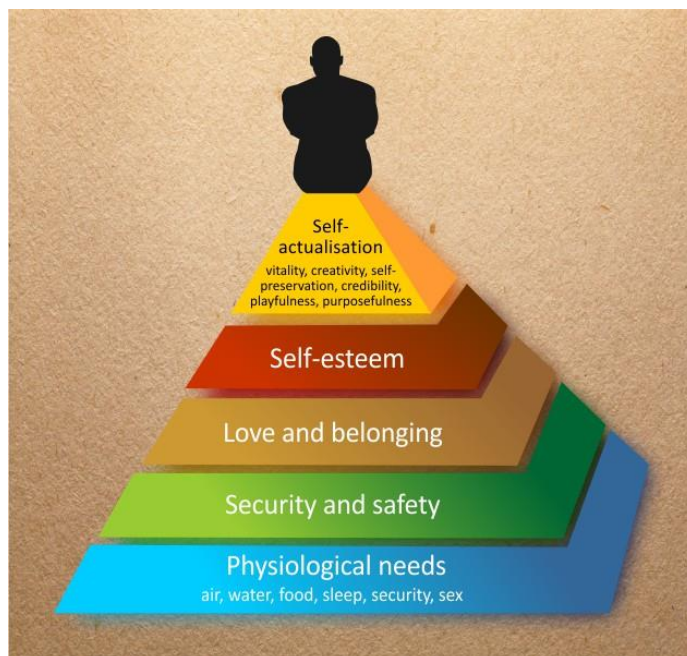 Self-
actualisation
vitality, creativity, self-
preservation, credibility,
playfulness, purposefulness
Self-esteem
Love and belonging
Security and safety
Physiological needs
air, water, food, sleep, security, sex